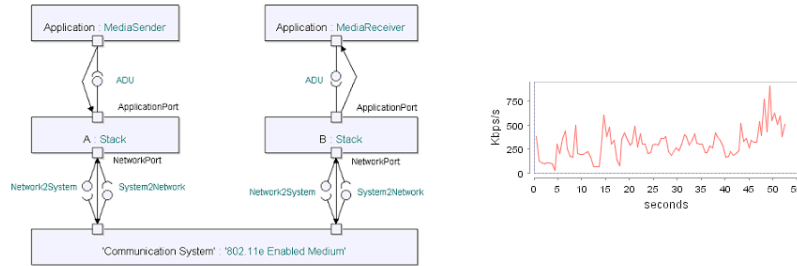 Application : MediaSender
Application : MediaReceiver
ADU
ADU
ApplicationPort
ApplicationPort
A : Stack
B : Stack
NetworkPort
NetworkPort
Network2System
System2Network
Network2System
System2Network
'Communication System' : '802.11e Enabled Medium'
Kbps/s
750
500
250
0
0 5 10 15 20 25 30 35 40 45 50 55
seconds